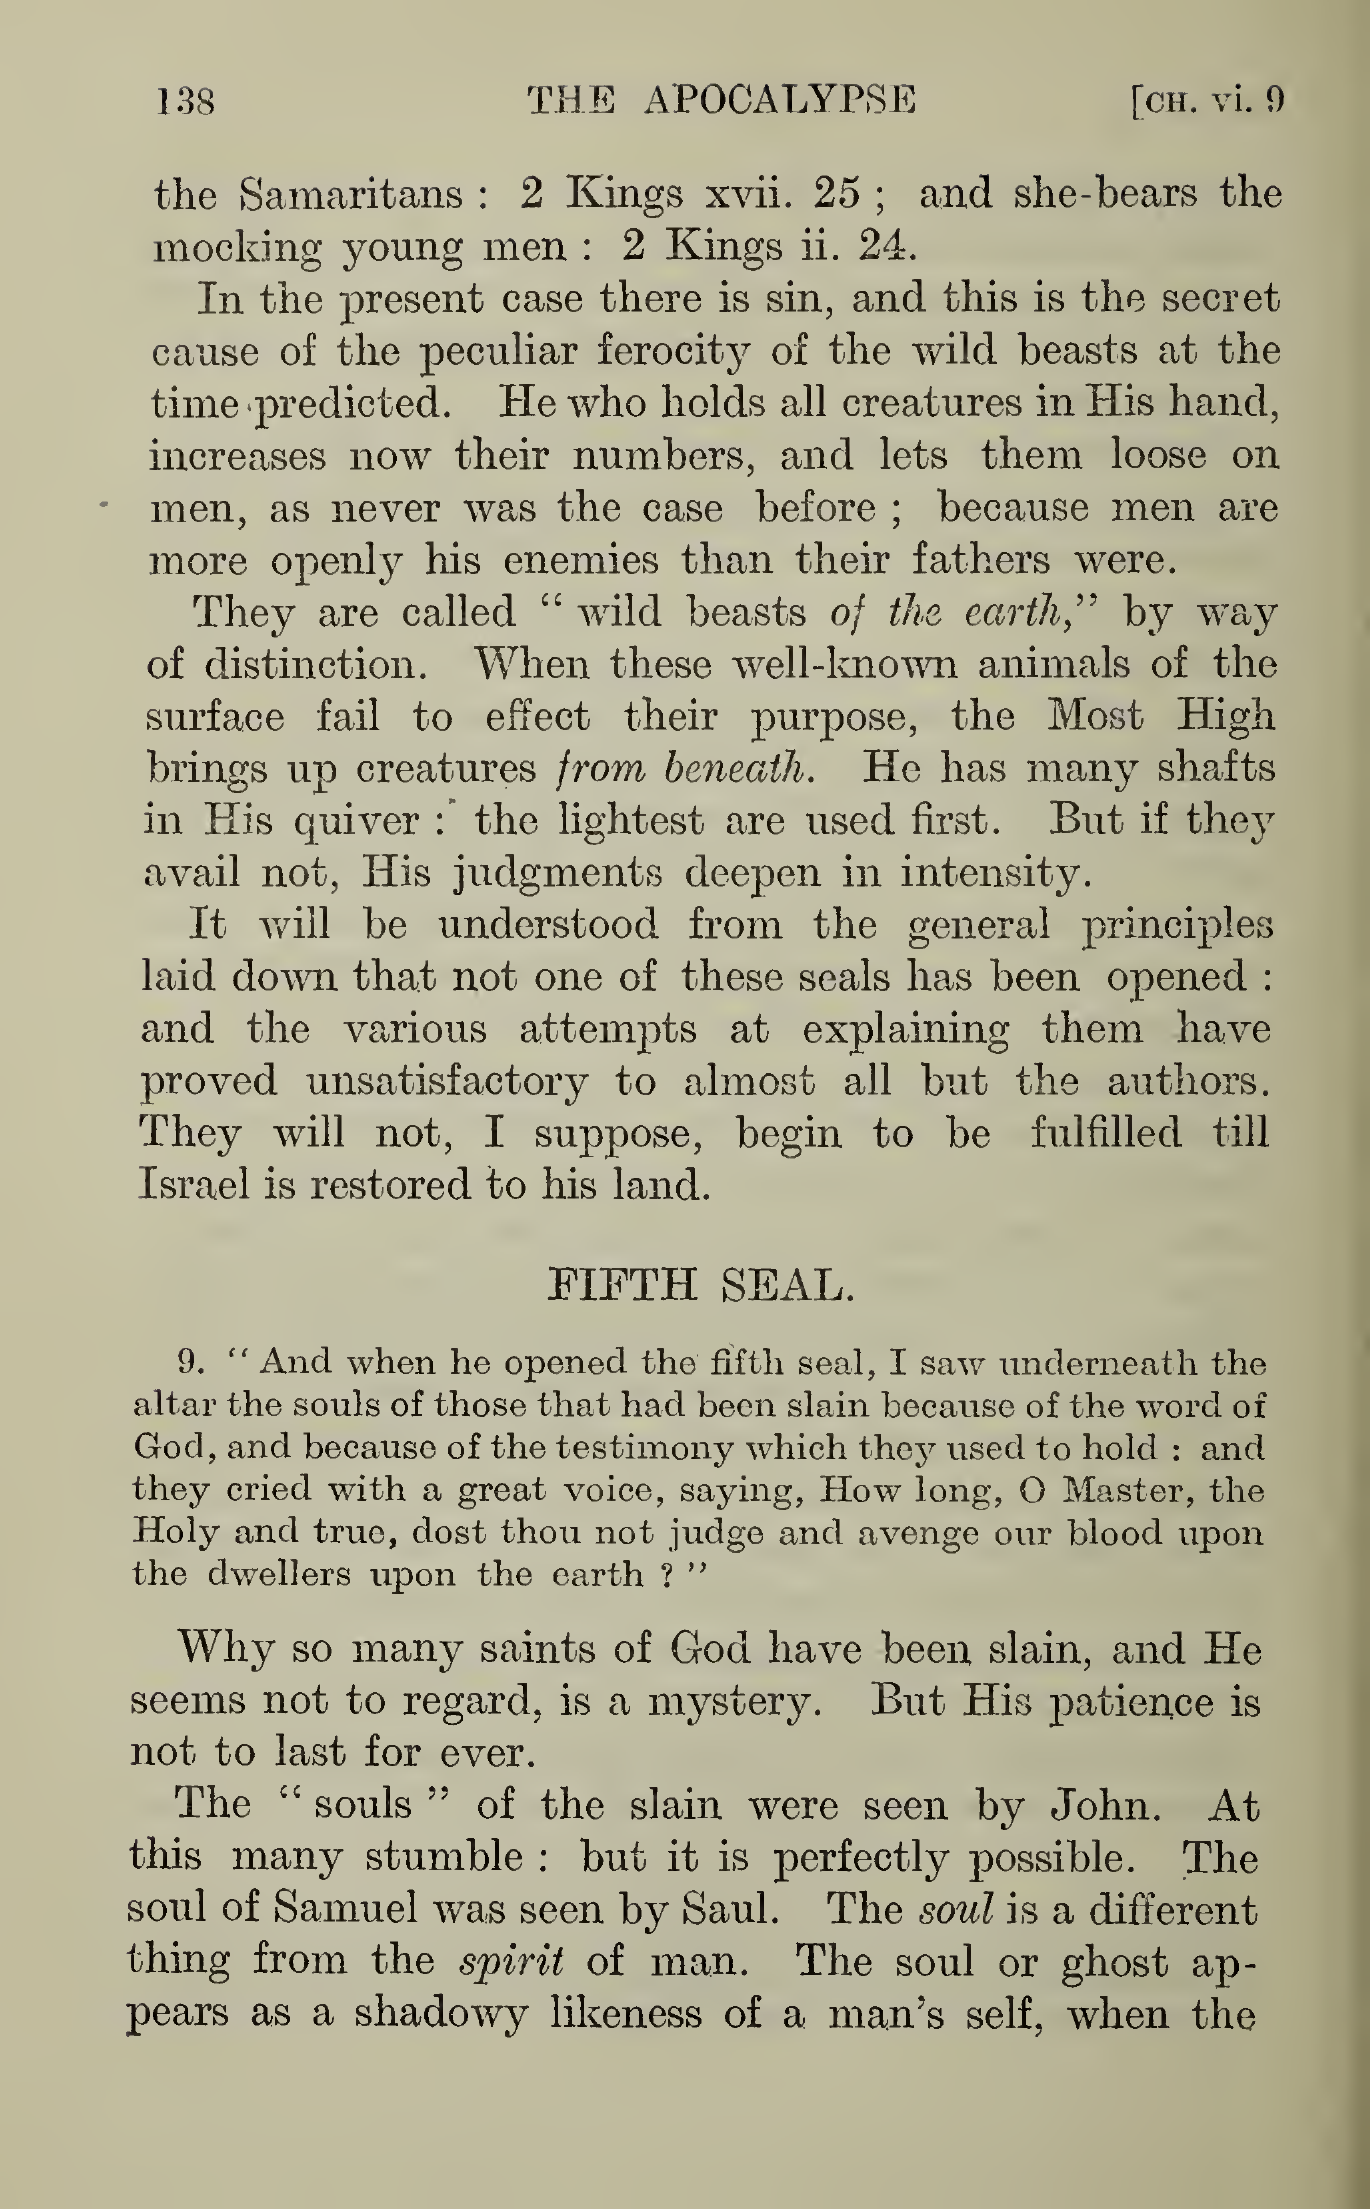 138 THE APOCALYPSE [CH. vi. 9
the Samaritans : 2 Kings xvii. 25 ; and she-bears the
mocking young men : 2 Kings ii. 24.
In the present case there is sin, and this is the secret
cause of the peculiar ferocity of the wild beasts at the
time predicted. He who holds all creatures in His hand,
increases now their numbers, and lets them loose on
men, as never was the case before ; because men are
more openly his enemies than their fathers were.
They are called “ wild beasts of the earth,” by way
of distinction. When these well-known animals of the
surface fail to effect their purpose, the Most High
brings up creatures from beneath. He has many shafts
in His quiver : the lightest are used first. But if they
avail not, His judgments deepen in intensity.
It will be understood from the general principles
laid down that not one of these seals has been opened :
and the various attempts at explaining them have
proved unsatisfactory to almost all but the authors.
They will not, I suppose, begin to be fulfilled till
Israel is restored to his land.
FIFTH SEAL.
9. “ And when he opened the fifth seal, I saw underneath the
altar the souls of those that had been slain because of the word of
God, and because of the testimony which they used to hold : and
they cried with a great voice, saying, How long, O Master, the
Holy and true, dost thou not judge and avenge our blood upon
the dwellers upon the earth ? ”
Why so many saints of God have been slain, and He
seems not to regard, is a mystery. But His patience is
not to last for ever.
The “ souls ” of the slain were seen by John. At
this many stumble : but it is perfectly possible. The
soul of Samuel was seen by Saul. The soul is a different
thing from the spirit of man. The soul or ghost ap-
pears as a shadowy likeness of a man’s self, when the